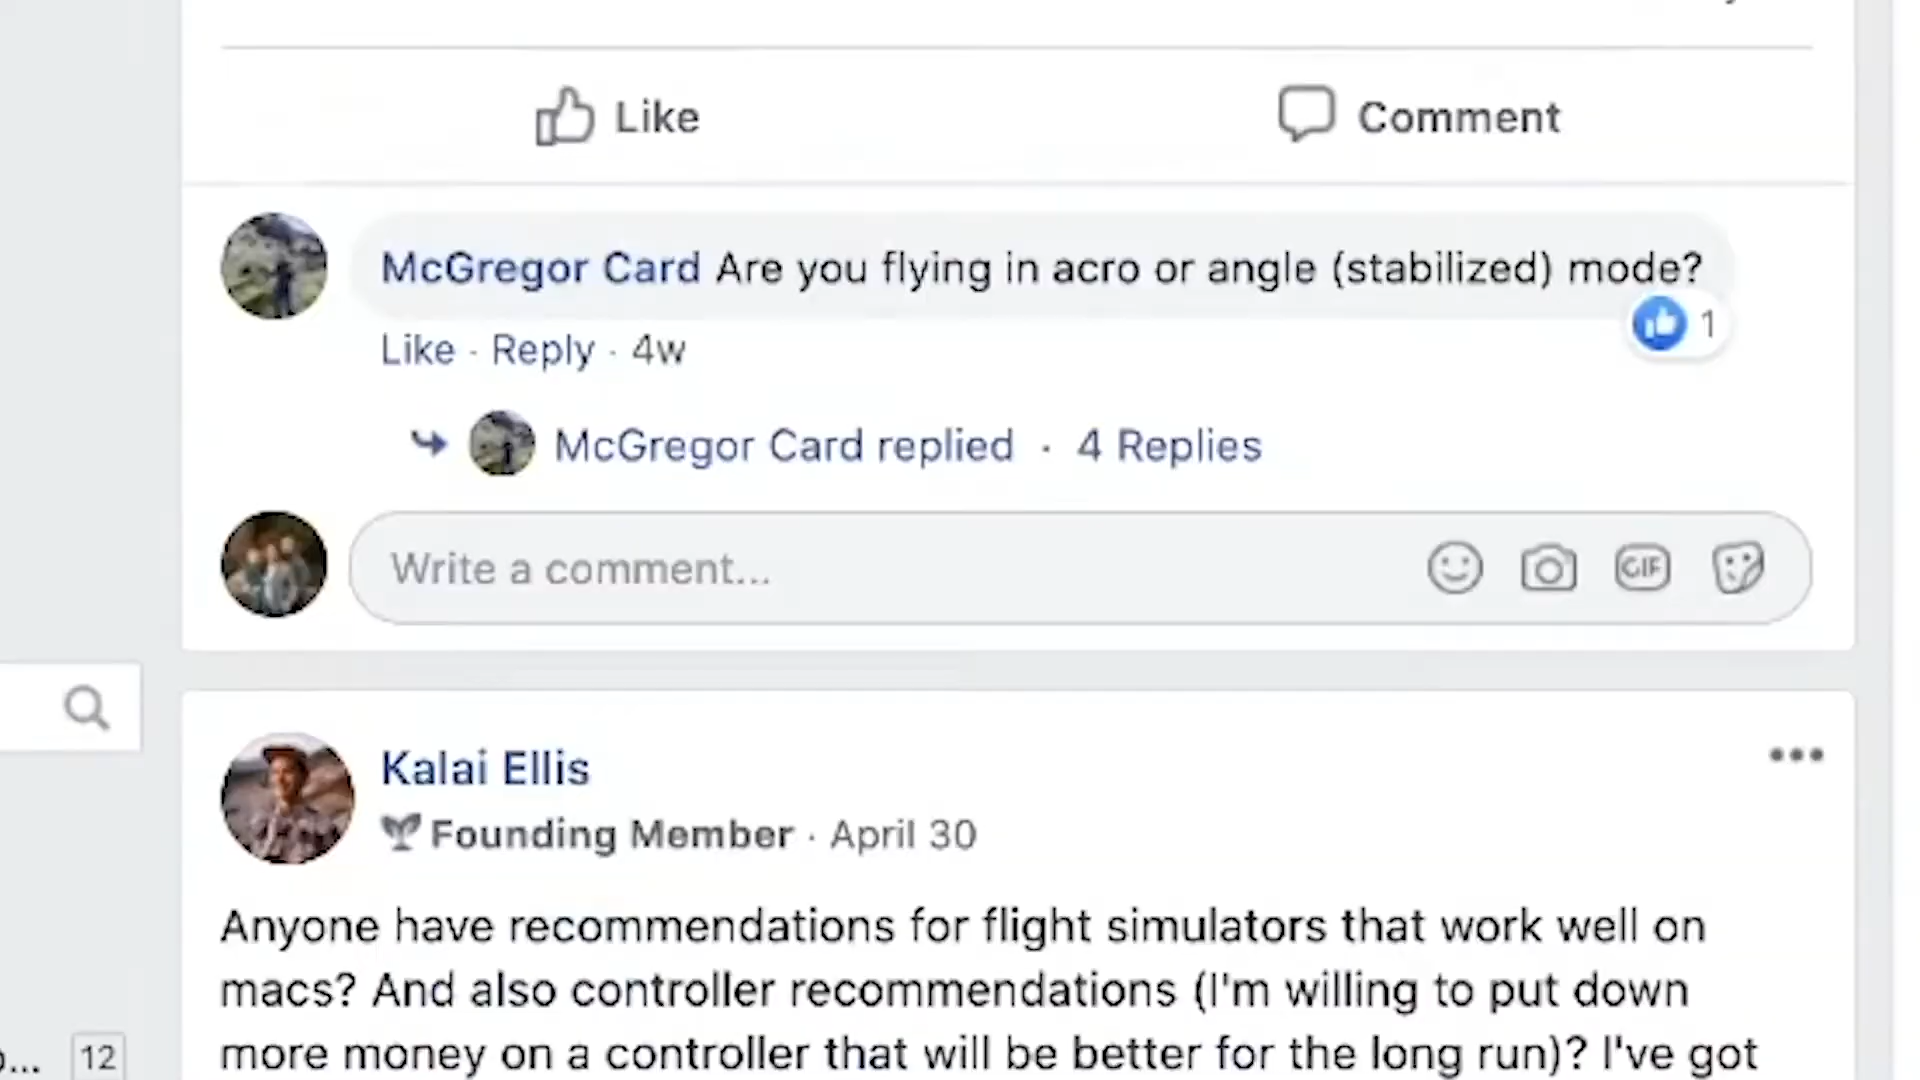 Like
Comment
McGregor Card Are you flying in acro or angle (stabilized) mode?
1
Like · Reply · 4w
McGregor Card replied · 4 Replies
Write a comment...
GIF
Kalai Ellis
Founding Member · April 30
Anyone have recommendations for flight simulators that work well on
macs? And also controller recommendations (I'm willing to put down
more money on a controller that will be better for the long run)? I've got
12